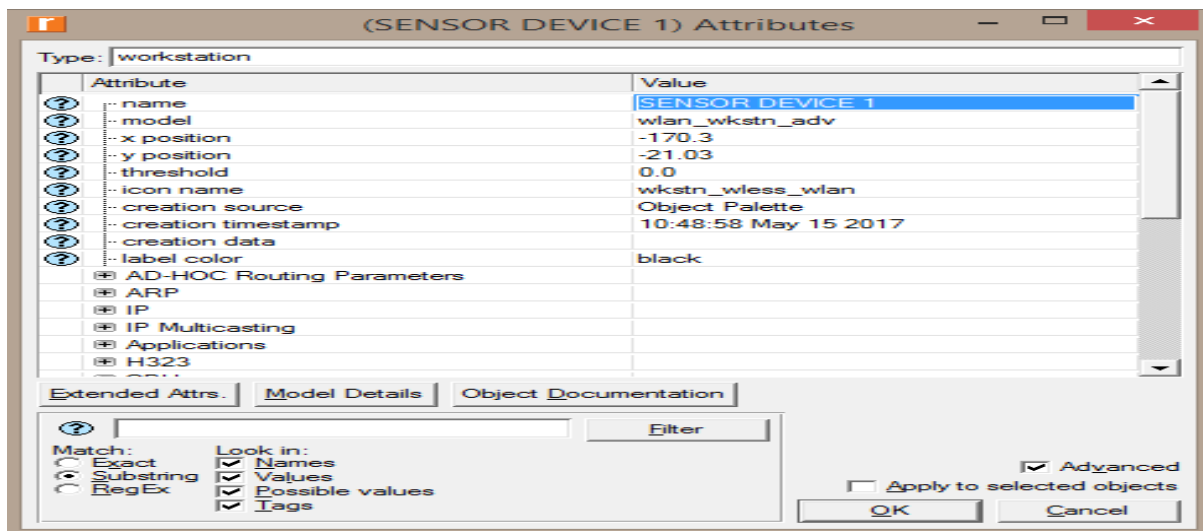 r (SENSOR DEVICE 1) Attributes
Type: workstation
Attribute Value
name SENSOR DEVICE 1
model wlan_wkstn_adv
x position -170.3
y position -21.03
threshold 0.0
icon name wkstn_wless_wlan
creation source Object Palette
creation timestamp 10:48:58 May 15 2017
creation data
label color black
AD-HOC Routing Parameters
ARP
IP
IP Multicasting
Applications
H323
Extended Attrs. Model Details Object Documentation
Filter
Match: Look in:
Exact Names
Substring Values
RegEx Possible values
Tags
Advanced
Apply to selected objects
OK Cancel